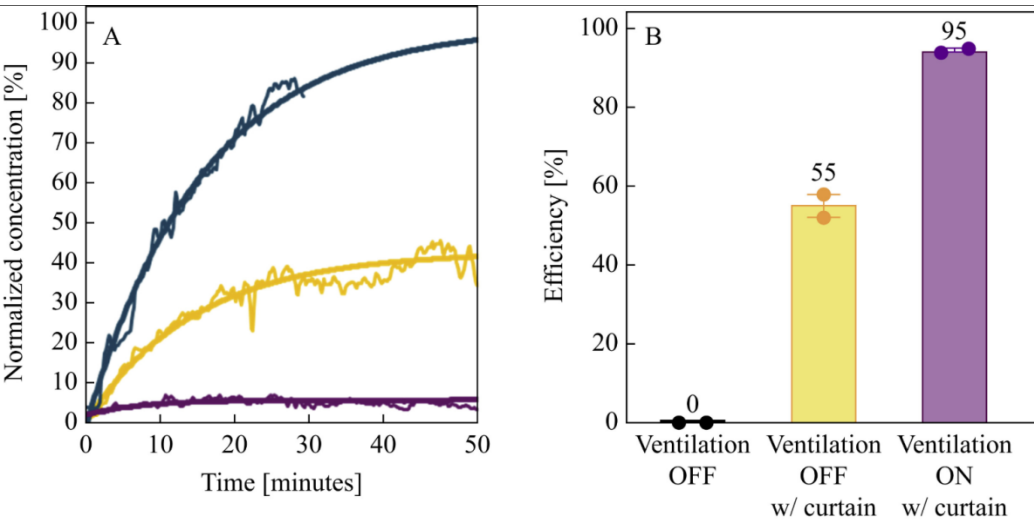 A
Normalized concentration [%]
100
90
80
70
60
50
40
30
20
10
0
0
10
20
30
40
50
Time [minutes]
B
Efficiency [%]
100
80
60
40
20
0
0
55
95
Ventilation
OFF
Ventilation
OFF
w/ curtain
Ventilation
ON
w/ curtain